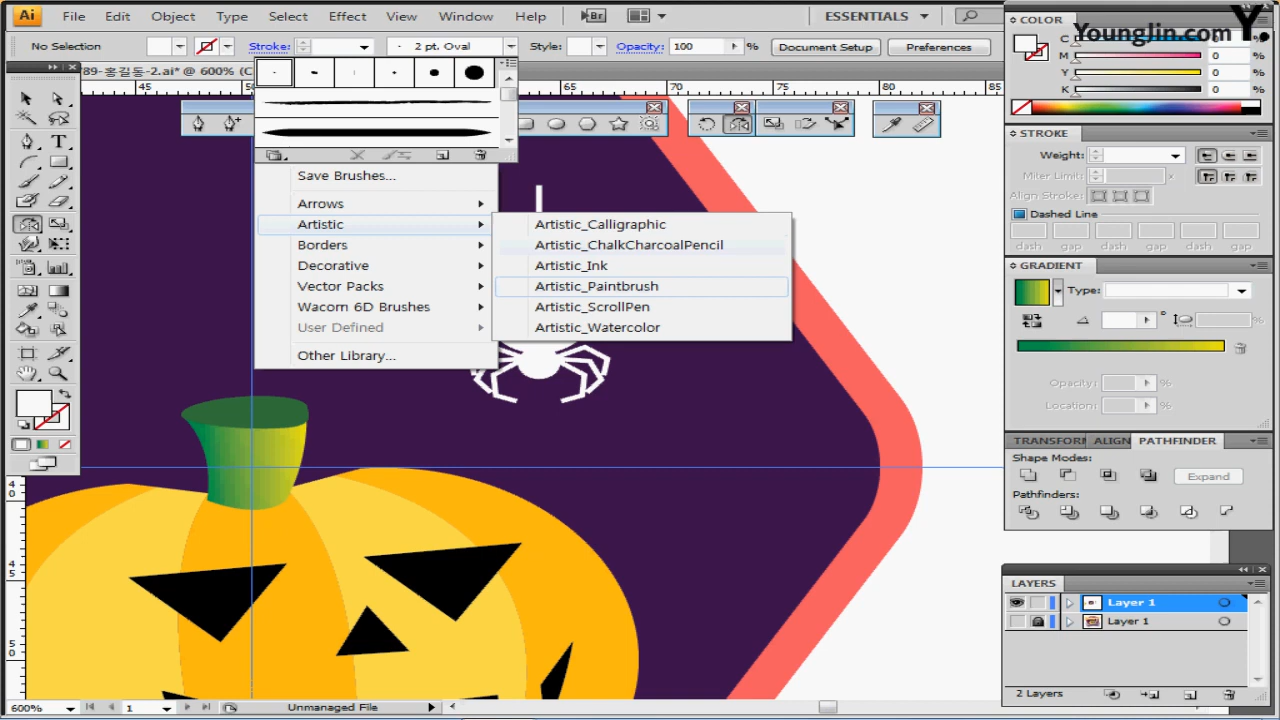 Ai File Edit Object Type Select Effect View Window Help Br ESSENTIALS
No Selection Stroke: 2 pt. Oval Style: Opacity: 100 % Document Setup Preferences
Younglin.com Y.
89-홍길동-2.ai* @ 600% (C
45 65 70 75 80 8
Save Brushes...
Arrows
Artistic
Borders
Decorative
Vector Packs
Wacom 6D Brushes
User Defined
Other Library...
Artistic_Calligraphic
Artistic_ChalkCharcoalPencil
Artistic_Ink
Artistic_Paintbrush
Artistic_ScrollPen
Artistic_Watercolor
COLOR
C %
M 0 %
Y 0 %
K 0 %
STROKE
Weight:
Miter Limit: x
Align Stroke:
Dashed Line
dash gap dash gap dash gap
GRADIENT
Type:
Opacity: %
Location: %
TRANSFORM ALIGN PATHFINDER
Shape Modes:
Expand
Pathfinders:
40
45
50
LAYERS
Layer 1
Layer 1
2 Layers
600% 1 Unmanaged File